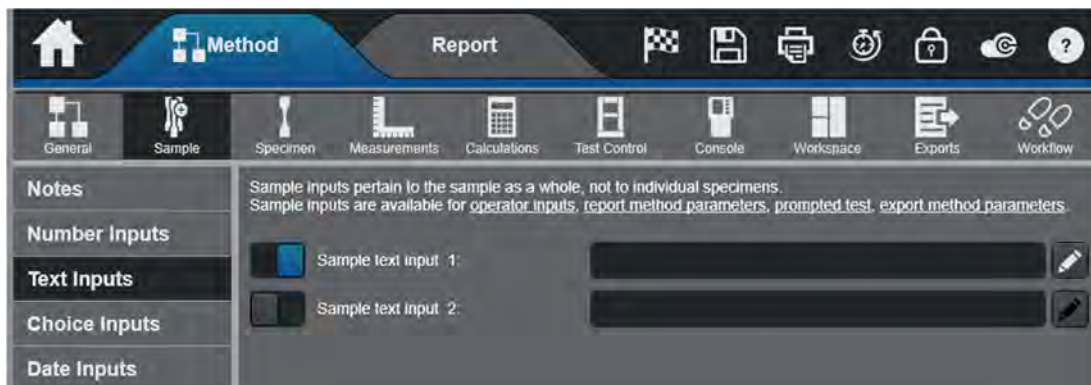 Method
Report
?
General
Sample
Specimen
Measurements
Calculations
Test Control
Console
Workspace
Exports
Workflow
Notes
Number Inputs
Text Inputs
Choice Inputs
Date Inputs
Sample inputs pertain to the sample as a whole, not to individual specimens.
Sample inputs are available for operator inputs, report method parameters, prompted test, export method parameters.
Sample text input 1:
Sample text input 2: